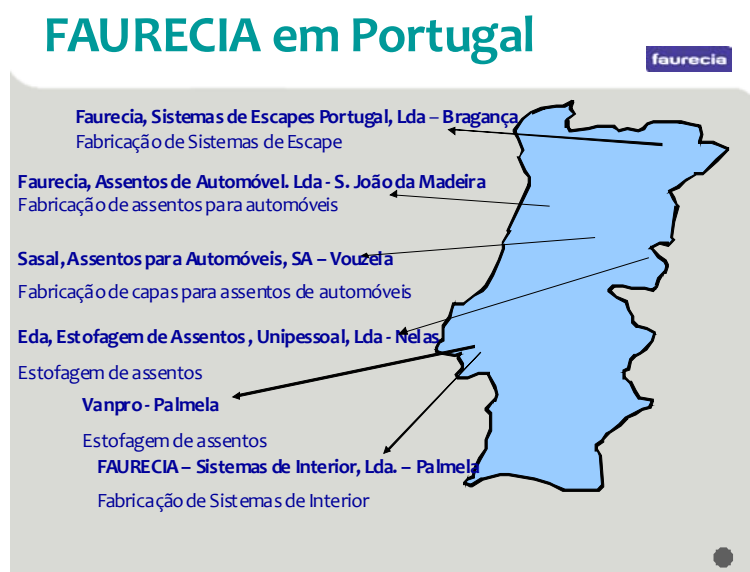 FAURECIA em Portugal
faurecia
Faurecia, Sistemas de Escapes Portugal, Lda – Bragança
Fabricação de Sistemas de Escape
Faurecia, Assentos de Automóvel. Lda - S. João da Madeira
Fabricação de assentos para automóveis
Sasal, Assentos para Automóveis, SA – Vouzela
Fabricação de capas para assentos de automóveis
Eda, Estofagem de Assentos , Unipessoal, Lda - Nelas
Estofagem de assentos
Vanpro - Palmela
Estofagem de assentos
FAURECIA – Sistemas de Interior, Lda. – Palmela
Fabricação de Sistemas de Interior